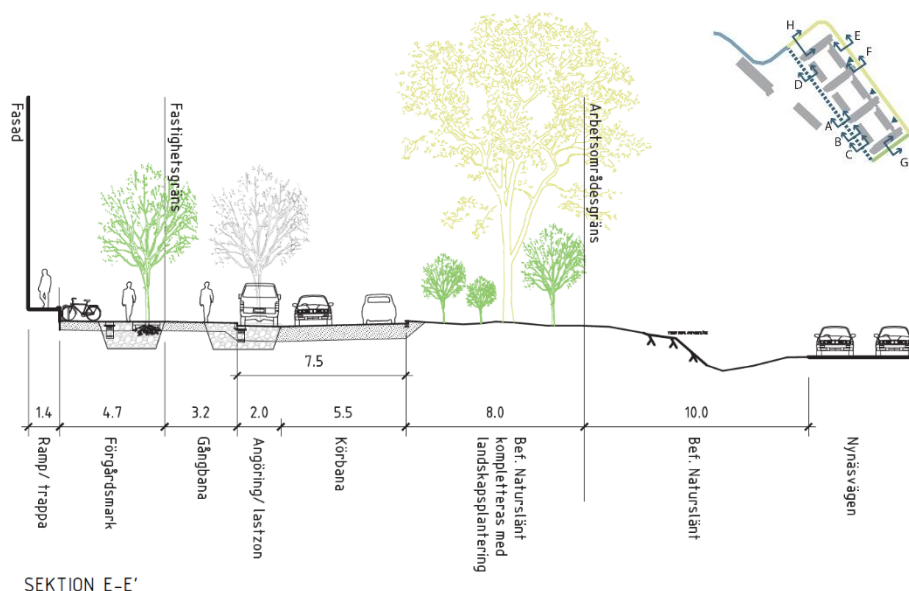 H
E
F
D
A
B
C
G
Fasad
Fastighetsgräns
Arbetsområdesgräns
7.5
1.4
4.7
3.2
2.0
5.5
8.0
10.0
Ramp/ trappa
Förgårdsmark
Gångbana
Angöring/ lastzon
Körbana
Bef. Naturslänt
kompletteras med
landskapsplantering
Bef. Naturslänt
Nynäsvägen
SEKTION E-E'